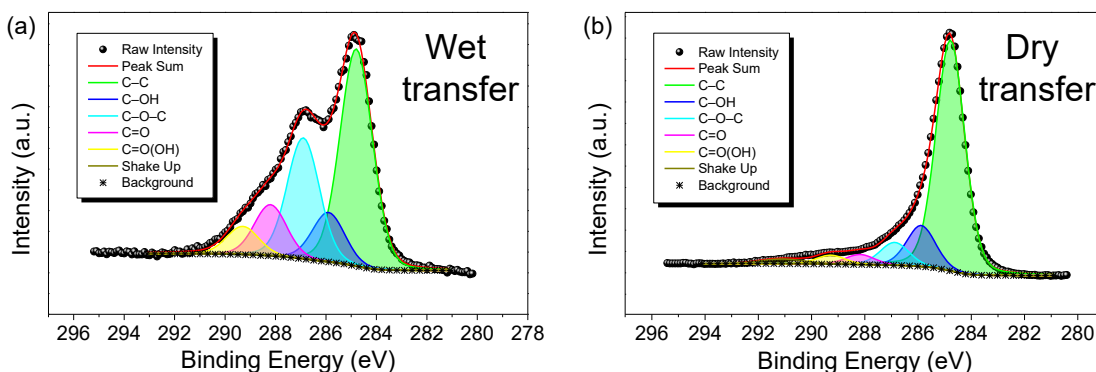 (a)
Raw Intensity
Peak Sum
C–C
C–OH
C–O–C
C=O
C=O(OH)
Shake Up
Background
Wet
transfer
Intensity (a.u.)
296 294 292 290 288 286 284 282 280 278
Binding Energy (eV)
(b)
Raw Intensity
Peak Sum
C–C
C–OH
C–O–C
C=O
C=O(OH)
Shake Up
Background
Dry
transfer
Intensity (a.u.)
296 294 292 290 288 286 284 282 280
Binding Energy (eV)